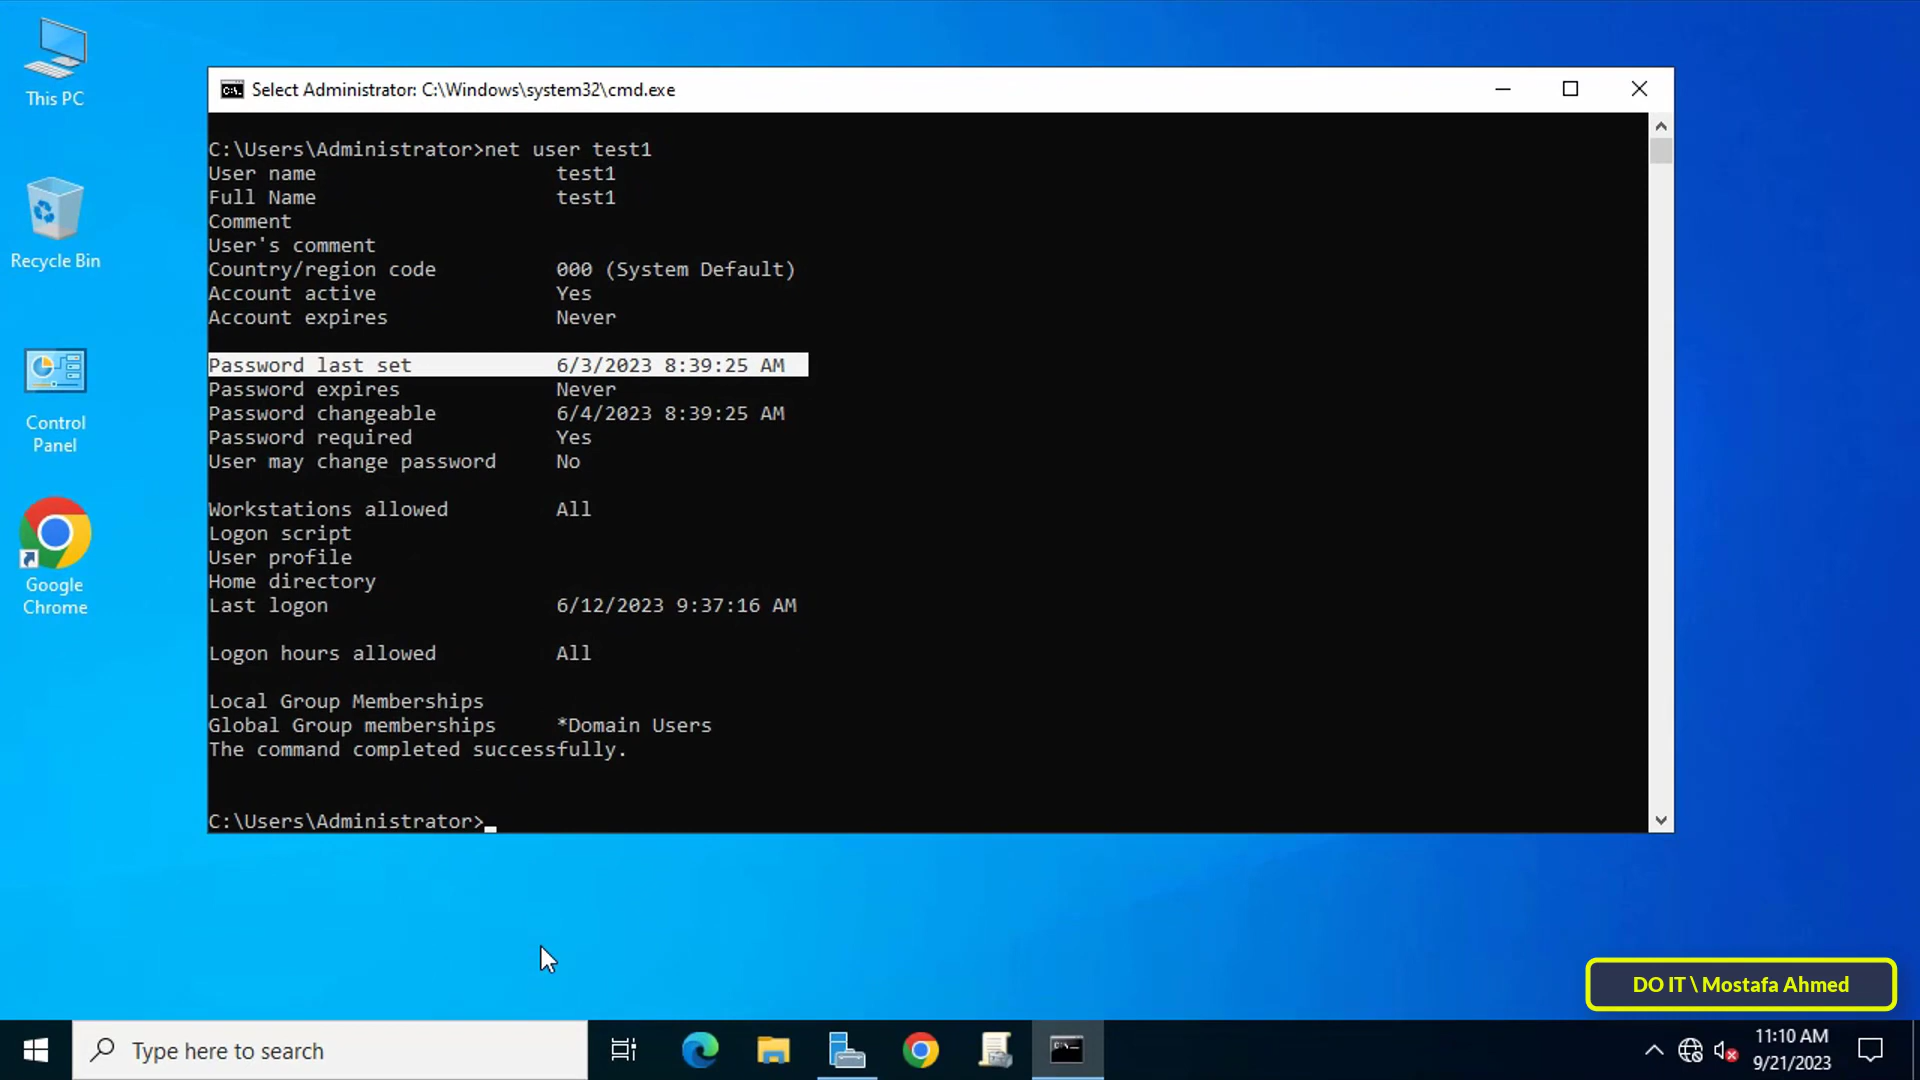 This PC
Recycle Bin
Control
Panel
Google
Chrome
Select Administrator: C:\Windows\system32\cmd.exe
C:\Users\Administrator>net user test1
User name                    test1
Full Name                    test1
Comment
User's comment
Country/region code          000 (System Default)
Account active               Yes
Account expires              Never
Password last set            6/3/2023 8:39:25 AM
Password expires             Never
Password changeable          6/4/2023 8:39:25 AM
Password required            Yes
User may change password     No
Workstations allowed         All
Logon script
User profile
Home directory
Last logon                   6/12/2023 9:37:16 AM
Logon hours allowed          All
Local Group Memberships
Global Group memberships     *Domain Users
The command completed successfully.
C:\Users\Administrator>
DO IT \ Mostafa Ahmed
Type here to search
11:10 AM
9/21/2023